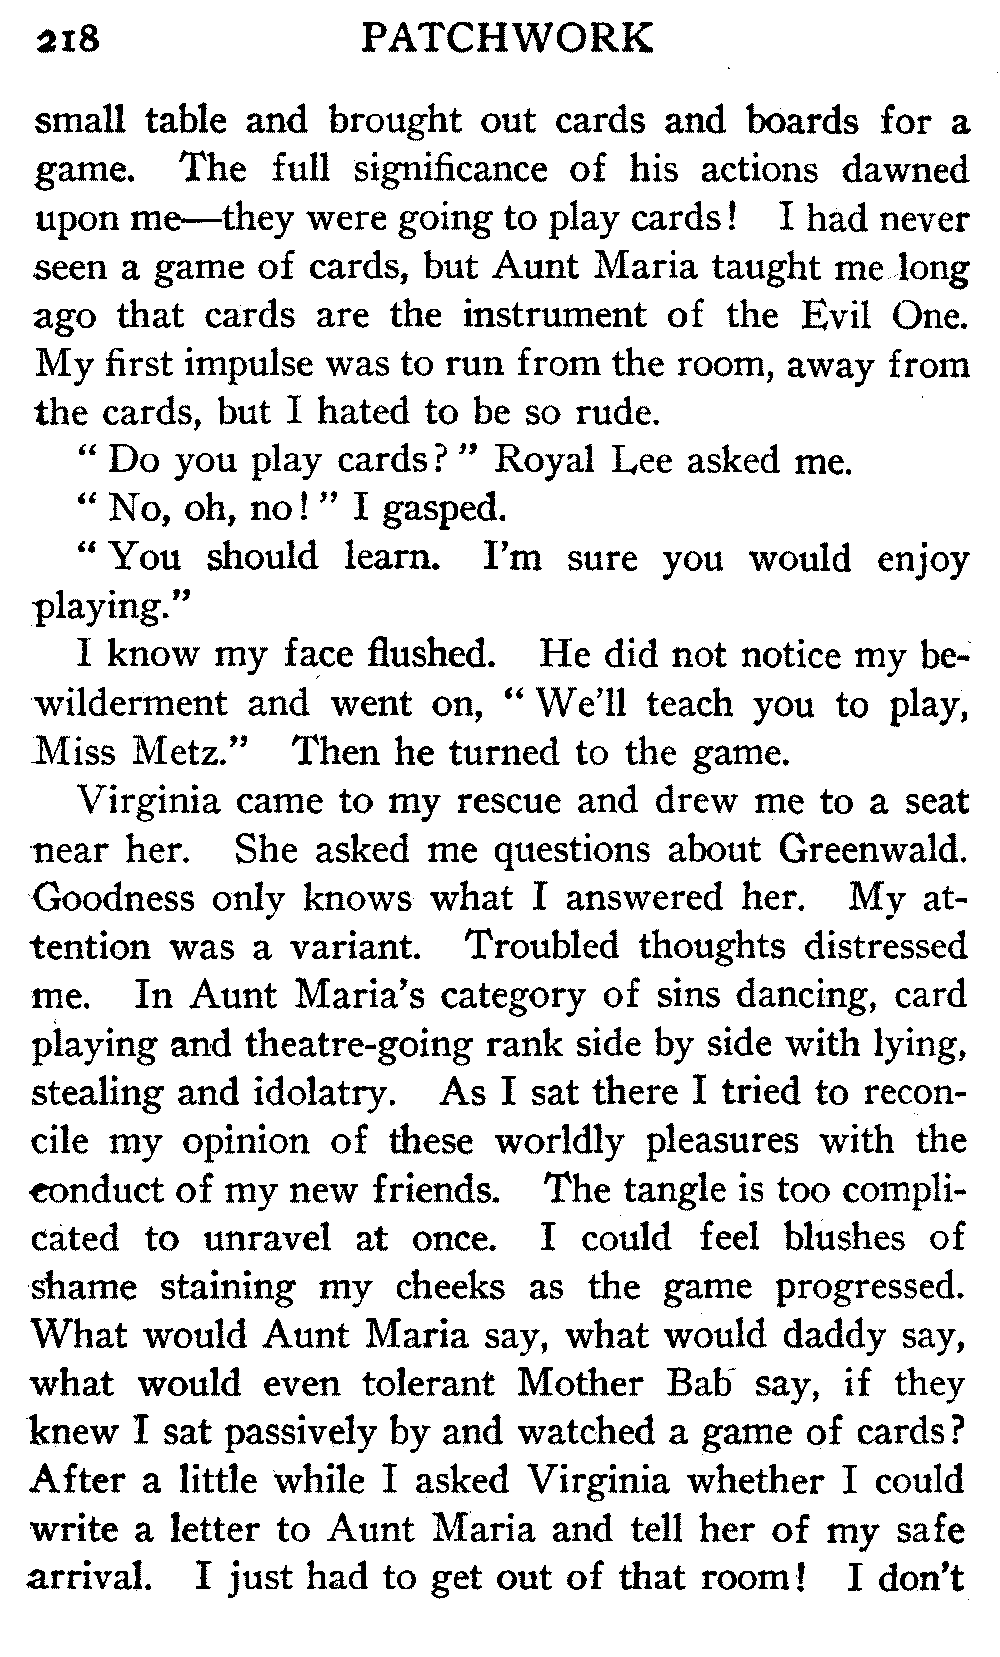 218 PATCHWORK
small table and brought out cards and boards for a
game. The full significance of his actions dawned
upon me—they were going to play cards! I had never
seen a game of cards, but Aunt Maria taught me long
ago that cards are the instrument of the Evil One.
My first impulse was to run from the room, away from
the cards, but I hated to be so rude.
“ Do you play cards? ” Royal Lee asked me.
“ No, oh, no! ” I gasped.
“ You should learn. I’m sure you would enjoy
playing.”
I know my face flushed. He did not notice my be-
wilderment and went on, “ We’ll teach you to play,
Miss Metz.” Then he turned to the game.
Virginia came to my rescue and drew me to a seat
near her. She asked me questions about Greenwald.
Goodness only knows what I answered her. My at-
tention was a variant. Troubled thoughts distressed
me. In Aunt Maria’s category of sins dancing, card
playing and theatre-going rank side by side with lying,
stealing and idolatry. As I sat there I tried to recon-
cile my opinion of these worldly pleasures with the
conduct of my new friends. The tangle is too compli-
cated to unravel at once. I could feel blushes of
shame staining my cheeks as the game progressed.
What would Aunt Maria say, what would daddy say,
what would even tolerant Mother Bab say, if they
knew I sat passively by and watched a game of cards?
After a little while I asked Virginia whether I could
write a letter to Aunt Maria and tell her of my safe
arrival. I just had to get out of that room! I don’t